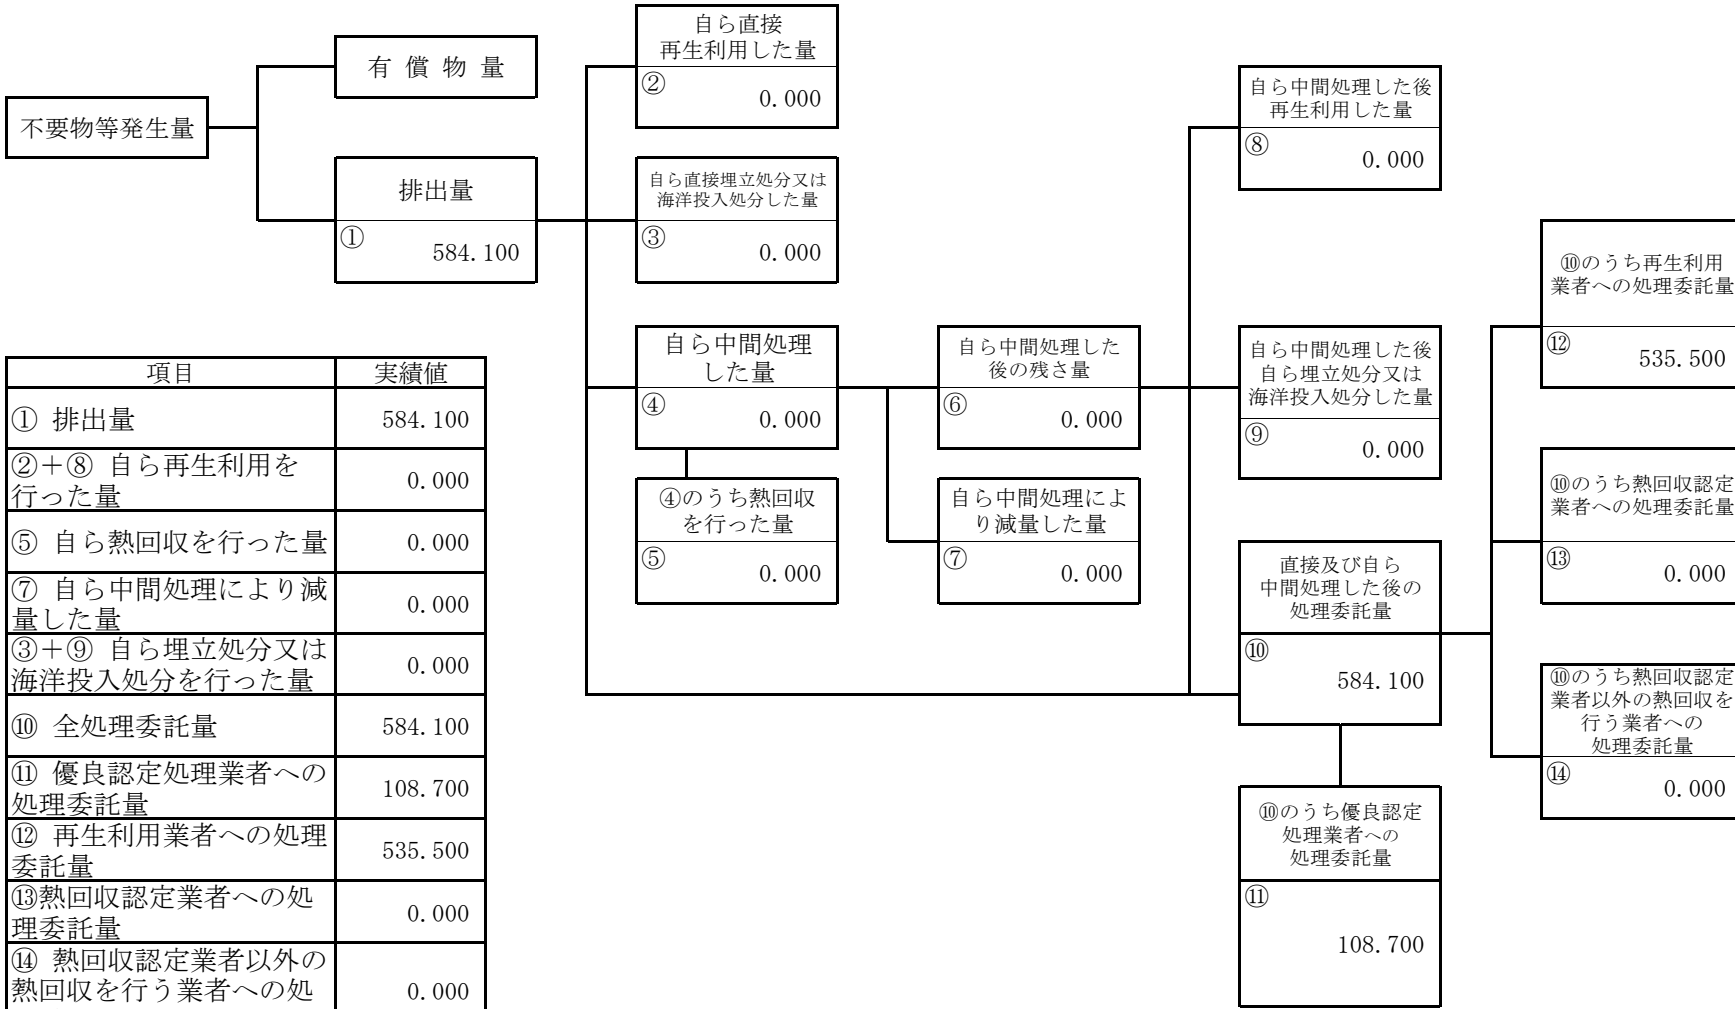 不要物等発生量
有 償 物 量
排出量
①
584.100
自ら直接
再生利用した量
②
0.000
自ら直接埋立処分又は
海洋投入処分した量
③
0.000
自ら中間処理
した量
④
0.000
④のうち熱回収
を行った量
⑤
0.000
自ら中間処理した
後の残さ量
⑥
0.000
自ら中間処理によ
り減量した量
⑦
0.000
自ら中間処理した後
再生利用した量
⑧
0.000
自ら中間処理した後
自ら埋立処分又は
海洋投入処分した量
⑨
0.000
直接及び自ら
中間処理した後の
処理委託量
⑩
584.100
⑩のうち優良認定
処理業者への
処理委託量
⑪
108.700
⑩のうち再生利用
業者への処理委託量
⑫
535.500
⑩のうち熱回収認定
業者への処理委託量
⑬
0.000
⑩のうち熱回収認定
業者以外の熱回収を
行う業者への
処理委託量
⑭
0.000
項目 実績値
① 排出量 584.100
②+⑧ 自ら再生利用を
行った量 0.000
⑤ 自ら熱回収を行った量 0.000
⑦ 自ら中間処理により減
量した量 0.000
③+⑨ 自ら埋立処分又は
海洋投入処分を行った量 0.000
⑩ 全処理委託量 584.100
⑪ 優良認定処理業者への
処理委託量 108.700
⑫ 再生利用業者への処理
委託量 535.500
⑬熱回収認定業者への処
理委託量 0.000
⑭ 熱回収認定業者以外の
熱回収を行う業者への処 0.000